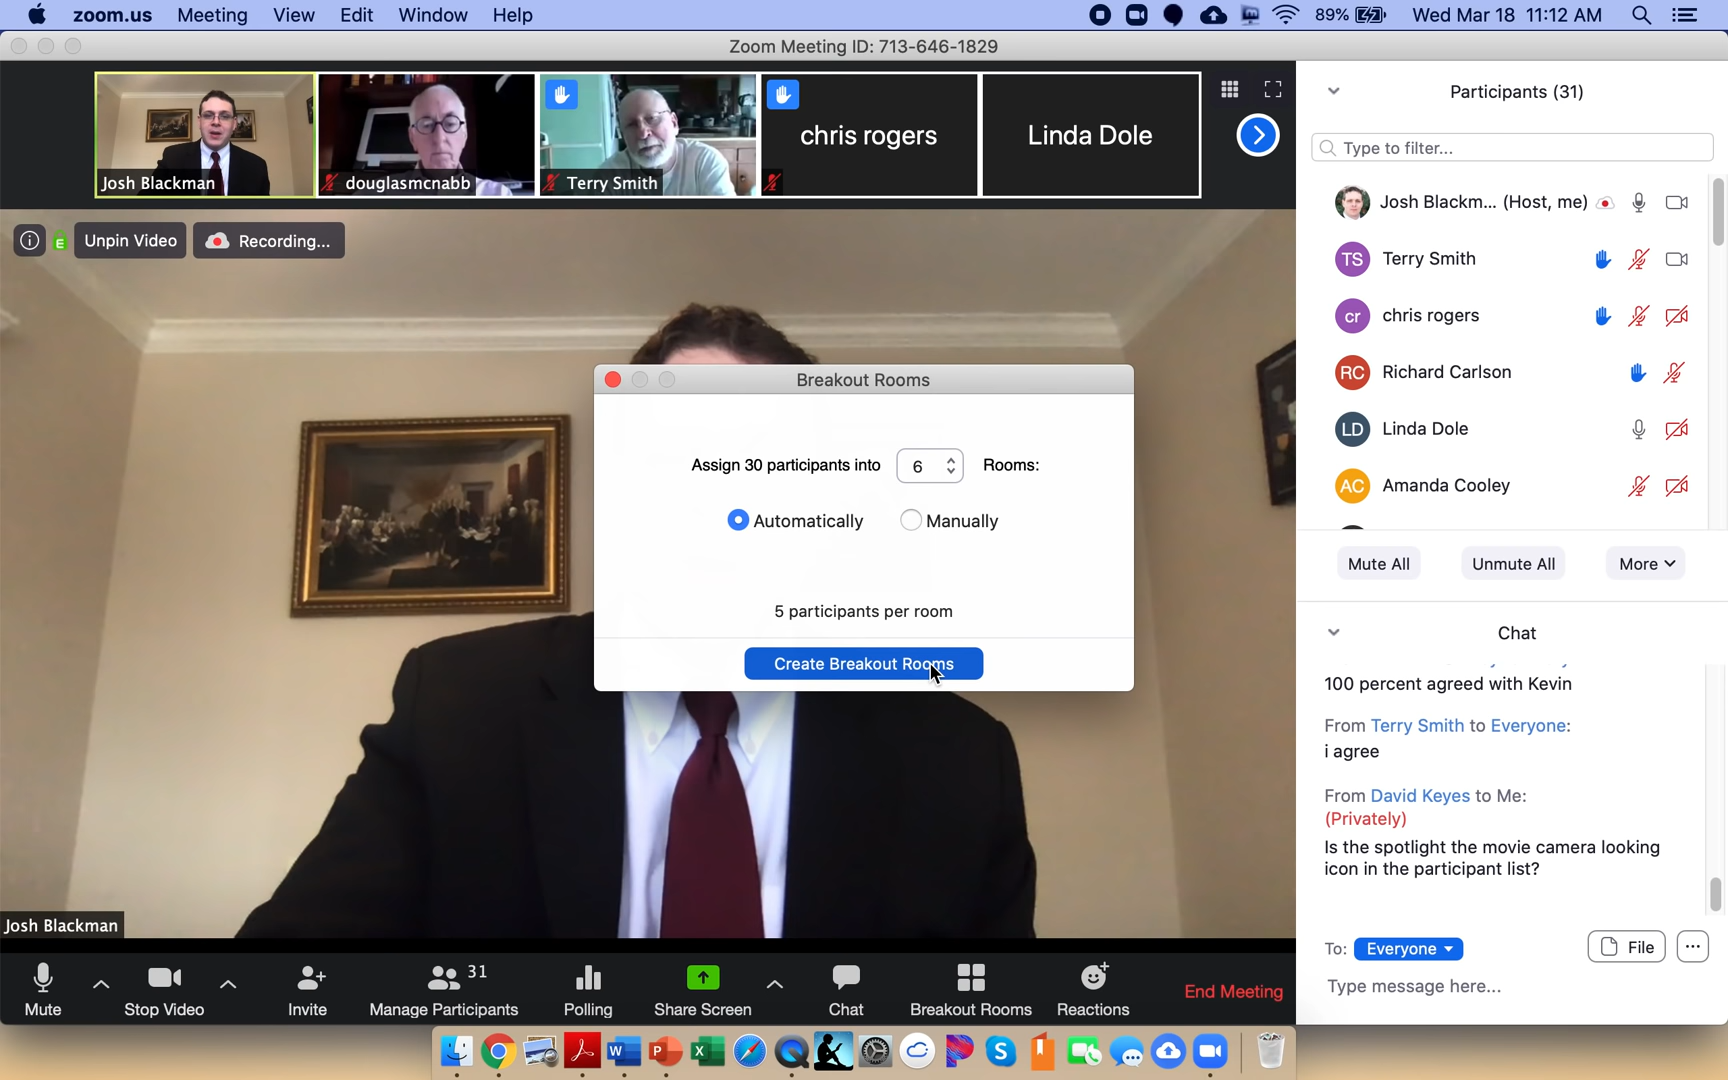 zoom.us Meeting View Edit Window Help 89% Wed Mar 18 11:12 AM
Zoom Meeting ID: 713-646-1829
Josh Blackman
douglasmcnabb
Terry Smith
chris rogers
Linda Dole
E Unpin Video Recording...
Breakout Rooms
Assign 30 participants into 6 Rooms:
Automatically Manually
5 participants per room
Create Breakout Rooms
Josh Blackman
Mute Stop Video Invite Manage Participants 31 Polling Share Screen Chat Breakout Rooms Reactions End Meeting
Participants (31)
Type to filter...
Josh Blackm... (Host, me)
TS Terry Smith
cr chris rogers
RC Richard Carlson
LD Linda Dole
AC Amanda Cooley
Mute All Unmute All More
Chat
100 percent agreed with Kevin
From Terry Smith to Everyone:
i agree
From David Keyes to Me:
(Privately)
Is the spotlight the movie camera looking
icon in the participant list?
To: Everyone File ...
Type message here...
W P X S